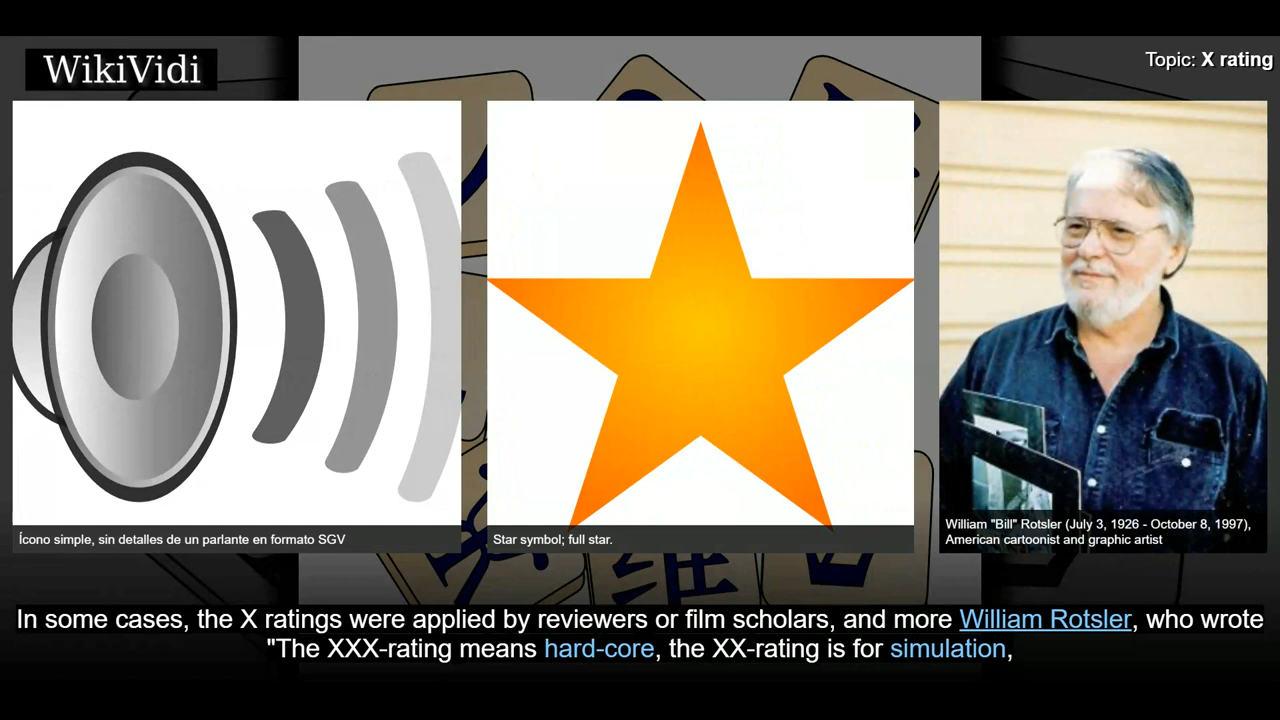 WikiVidi
Topic: X rating
Ícono simple, sin detalles de un parlante en formato SGV
Star symbol; full star.
William "Bill" Rotsler (July 3, 1926 - October 8, 1997),
American cartoonist and graphic artist
In some cases, the X ratings were applied by reviewers or film scholars, and more William Rotsler, who wrote
"The XXX-rating means hard-core, the XX-rating is for simulation,